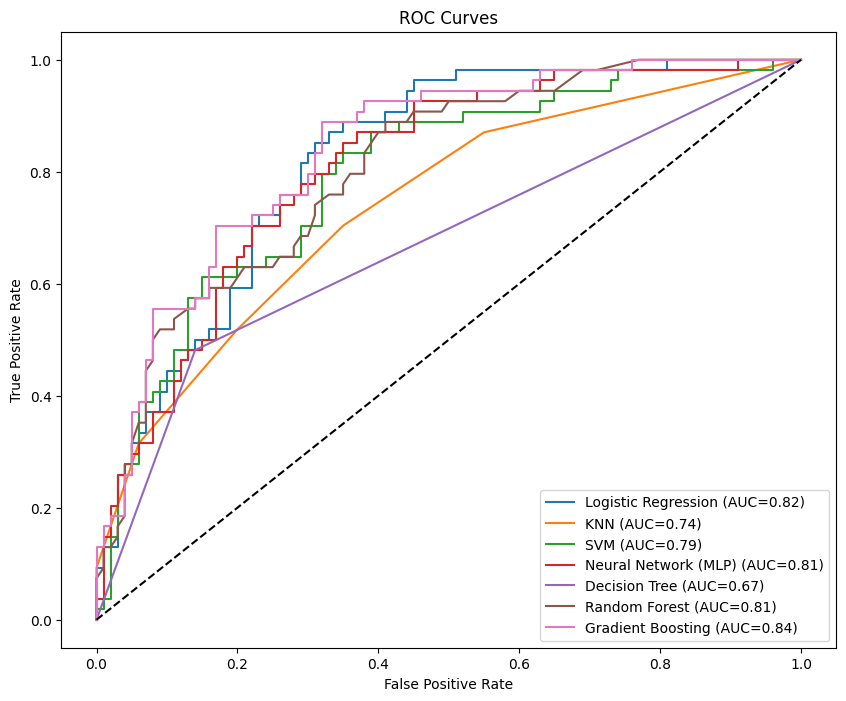 ROC Curves
True Positive Rate
1.0
0.8
0.6
0.4
0.2
0.0
Logistic Regression (AUC=0.82)
KNN (AUC=0.74)
SVM (AUC=0.79)
Neural Network (MLP) (AUC=0.81)
Decision Tree (AUC=0.67)
Random Forest (AUC=0.81)
Gradient Boosting (AUC=0.84)
0.0 0.2 0.4 0.6 0.8 1.0
False Positive Rate